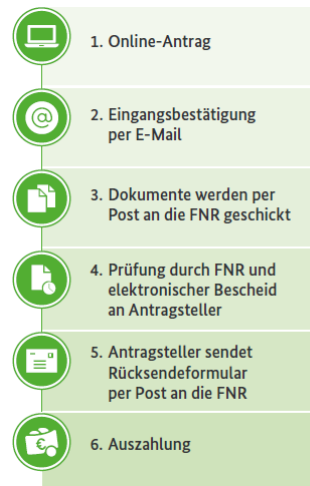 1. Online-Antrag
2. Eingangsbestätigung
per E-Mail
3. Dokumente werden per
Post an die FNR geschickt
4. Prüfung durch FNR und
elektronischer Bescheid
an Antragsteller
5. Antragsteller sendet
Rücksendeformular
per Post an die FNR
6. Auszahlung